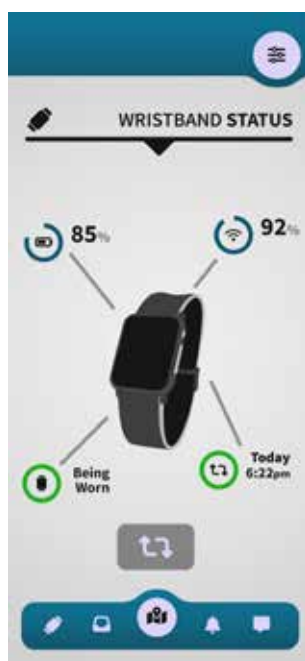 WRISTBAND STATUS
85%
92%
Being
Worn
Today
6:22pm